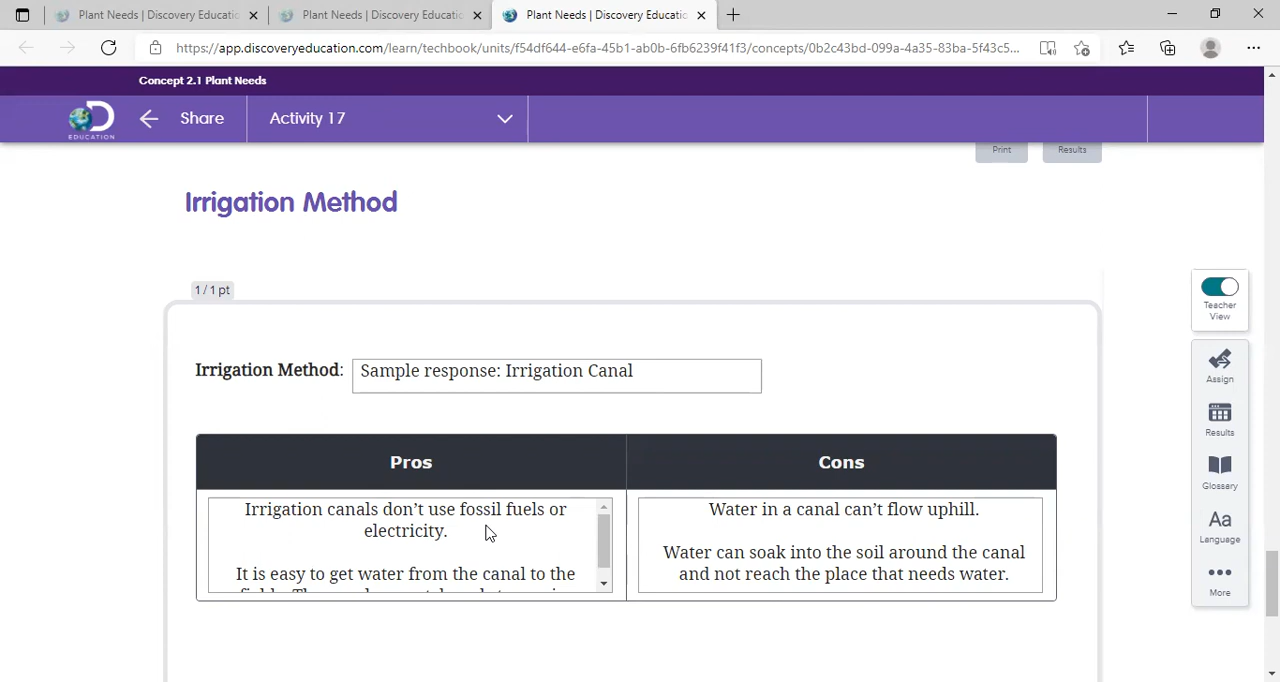 Plant Needs | Discovery Educatio
Plant Needs | Discovery Educatio
Plant Needs | Discovery Educatio
https://app.discoveryeducation.com/learn/techbook/units/f54df644-e6fa-45b1-ab0b-6fb6239f41f3/concepts/0b2c43bd-099a-4a35-83ba-5f43c5...
Concept 2.1 Plant Needs
EDUCATION
Share
Activity 17
Print
Results
Irrigation Method
1 / 1 pt
Teacher
View
Irrigation Method: Sample response: Irrigation Canal
Assign
Results
Pros
Cons
Glossary
Irrigation canals don't use fossil fuels or
electricity.
It is easy to get water from the canal to the
Water in a canal can't flow uphill.
Water can soak into the soil around the canal
and not reach the place that needs water.
Aa
Language
More